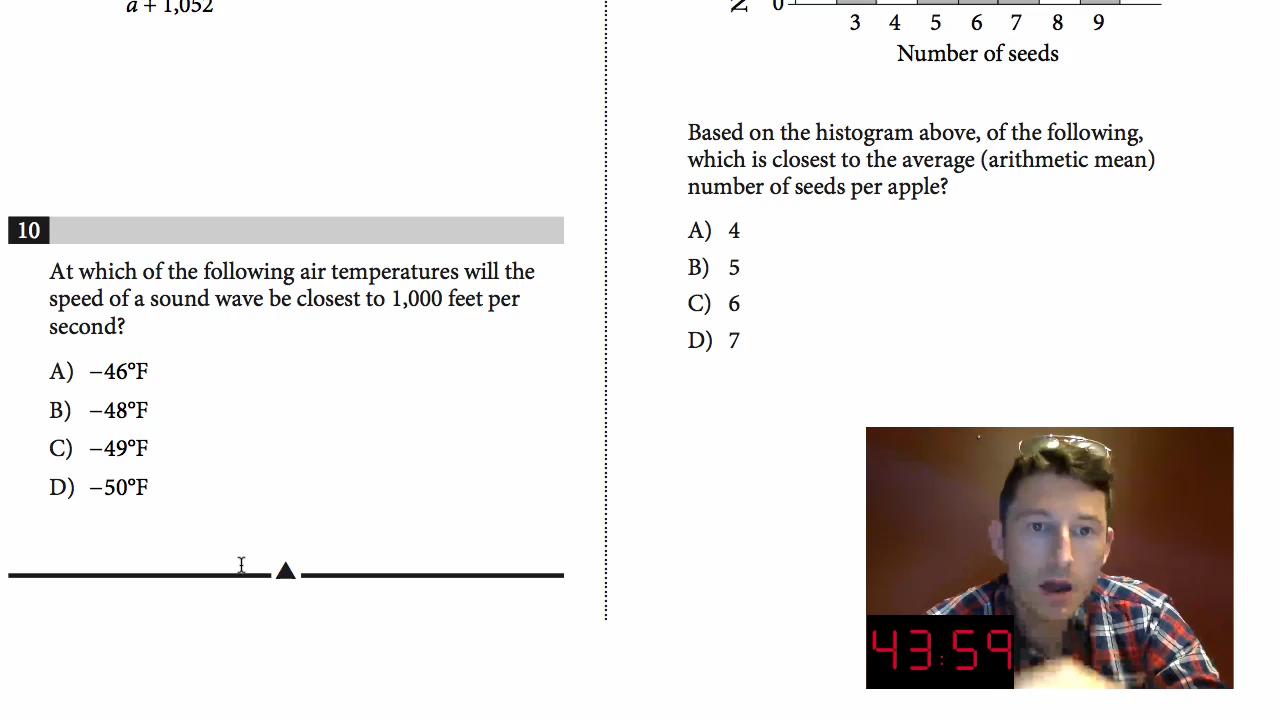 a + 1,052
10
At which of the following air temperatures will the
speed of a sound wave be closest to 1,000 feet per
second?
A) −46°F
B) −48°F
C) −49°F
D) −50°F
0
3 4 5 6 7 8 9
Number of seeds
Based on the histogram above, of the following,
which is closest to the average (arithmetic mean)
number of seeds per apple?
A) 4
B) 5
C) 6
D) 7
43:59